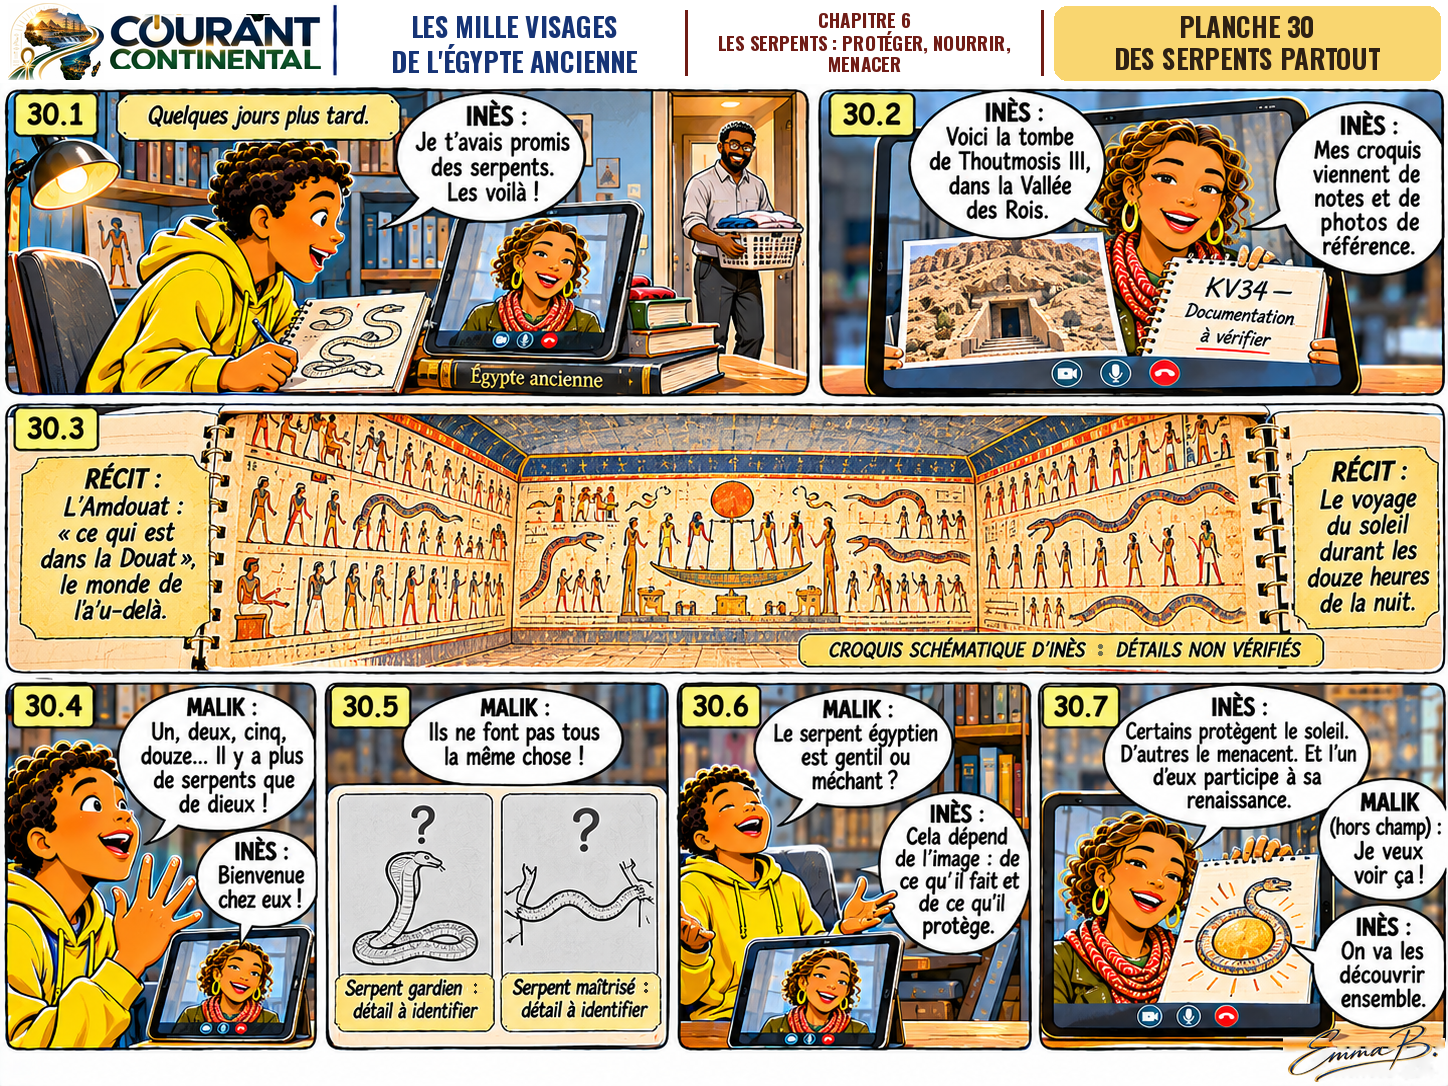 COURANT
CONTINENTAL
LES MILLE VISAGES
DE L'ÉGYPTE ANCIENNE
CHAPITRE 6
LES SERPENTS : PROTÉGER, NOURRIR,
MENACER
PLANCHE 30
DES SERPENTS PARTOUT
30.1
Quelques jours plus tard.
INÈS :
Je t'avais promis
des serpents.
Les voilà !
Égypte ancienne
30.2
INÈS :
Voici la tombe
de Thoutmosis III,
dans la Vallée
des Rois.
INÈS :
Mes croquis
viennent de
notes et de
photos de
référence.
KV34 –
Documentation
à vérifier
30.3
RÉCIT :
L'Amdouat :
« ce qui est
dans la Douat »,
le monde de
l'a'u-delà.
RÉCIT :
Le voyage
du soleil
durant les
douze heures
de la nuit.
CROQUIS SCHÉMATIQUE D'INÈS : DÉTAILS NON VÉRIFIÉS
30.4
MALIK :
Un, deux, cinq,
douze... Il y a plus
de serpents que
de dieux !
INÈS :
Bienvenue
chez eux !
30.5
MALIK :
Ils ne font pas tous
la même chose !
?
?
Serpent gardien :
détail à identifier
Serpent maîtrisé :
détail à identifier
30.6
MALIK :
Le serpent égyptien
est gentil ou
méchant ?
INÈS :
Cela dépend
de l'image : de
ce qu'il fait et
de ce qu'il
protège.
30.7
INÈS :
Certains protègent le soleil.
D'autres le menacent. Et l'un
d'eux participe à sa
renaissance.
MALIK
(hors champ) :
Je veux
voir ça !
INÈS :
On va les
découvrir
ensemble.
Emma B.